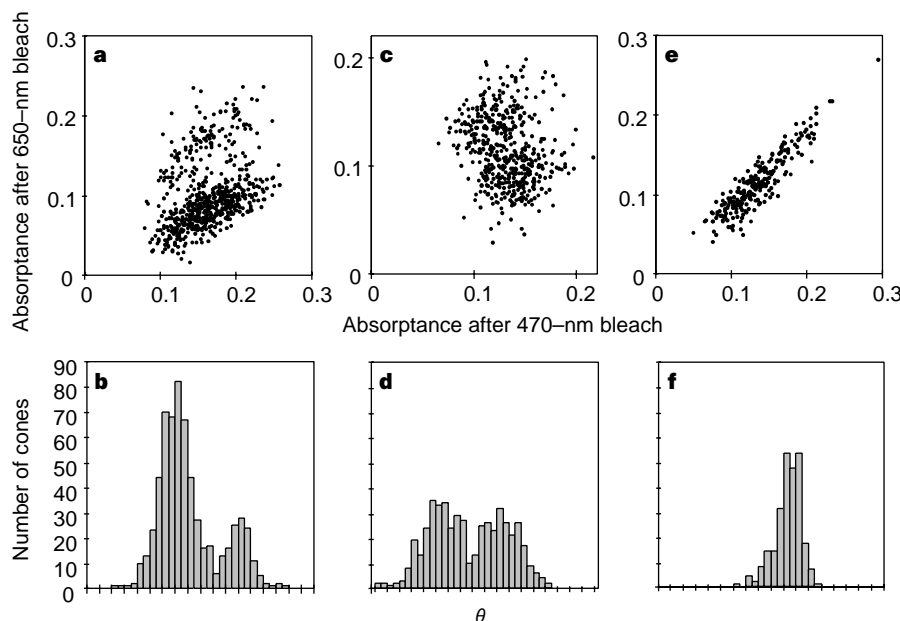 Absorptance after 650–nm bleach
0.3
0.2
0.1
0
a
0 0.1 0.2 0.3
0.2
0.1
0
c
0 0.1 0.2
0.3
0.2
0.1
0
e
0 0.1 0.2 0.3
Absorptance after 470–nm bleach
Number of cones
90
80
70
60
50
40
30
20
10
0
b
d
f
θ